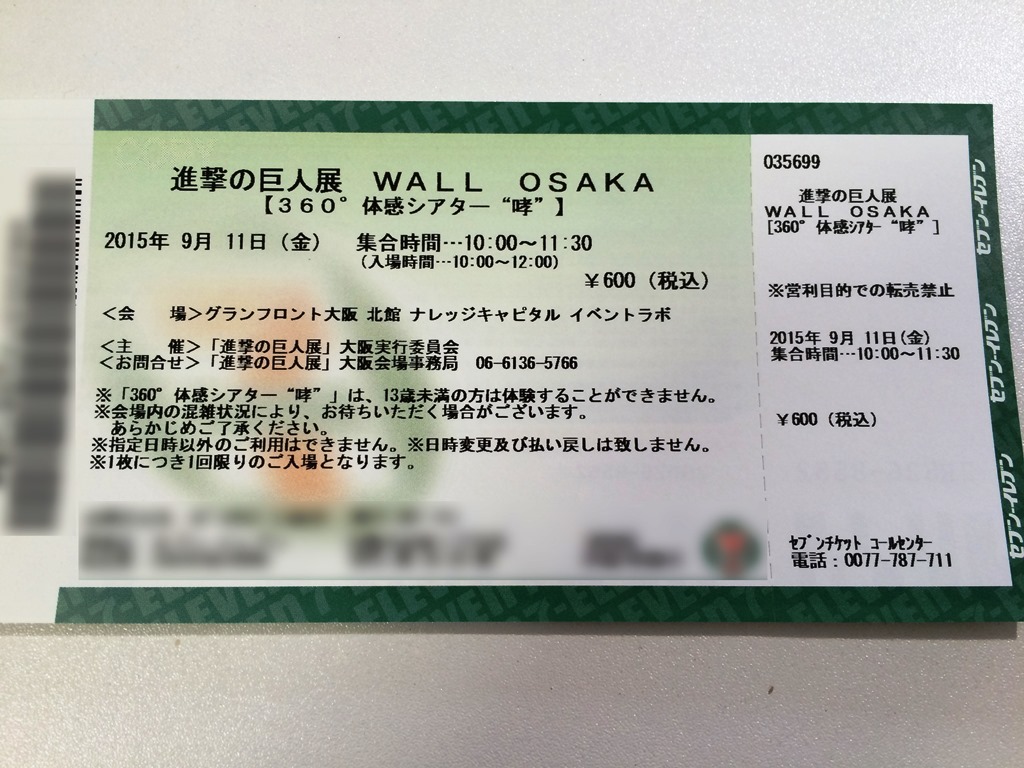 進撃の巨人展 WALL OSAKA
【360°体感シアター“哮”】
2015年 9月 11日（金） 集合時間…10:00～11:30
（入場時間…10:00～12:00）
￥600（税込）
＜会　場＞グランフロント大阪 北館 ナレッジキャピタル イベントラボ
＜主　催＞「進撃の巨人展」大阪実行委員会
＜お問合せ＞「進撃の巨人展」大阪会場事務局 06-6136-5766
※「360°体感シアター“哮”」は、13歳未満の方は体験することができません。
※会場内の混雑状況により、お待ちいただく場合がございます。
あらかじめご了承ください。
※指定日時以外のご利用はできません。※日時変更及び払い戻しは致しません。
※1枚につき1回限りのご入場となります。
035699
進撃の巨人展
WALL OSAKA
[360°体感ｼｱﾀｰ“哮”]
※営利目的での転売禁止
2015年 9月 11日(金)
集合時間…10:00～11:30
￥600（税込）
ｾﾌﾞﾝﾁｹｯﾄ ｺｰﾙｾﾝﾀｰ
電話：0077-787-711
セブン-イレブン
セブン-イレブン
セブン-イレブン
7-ELEVEN
7-ELEVEN